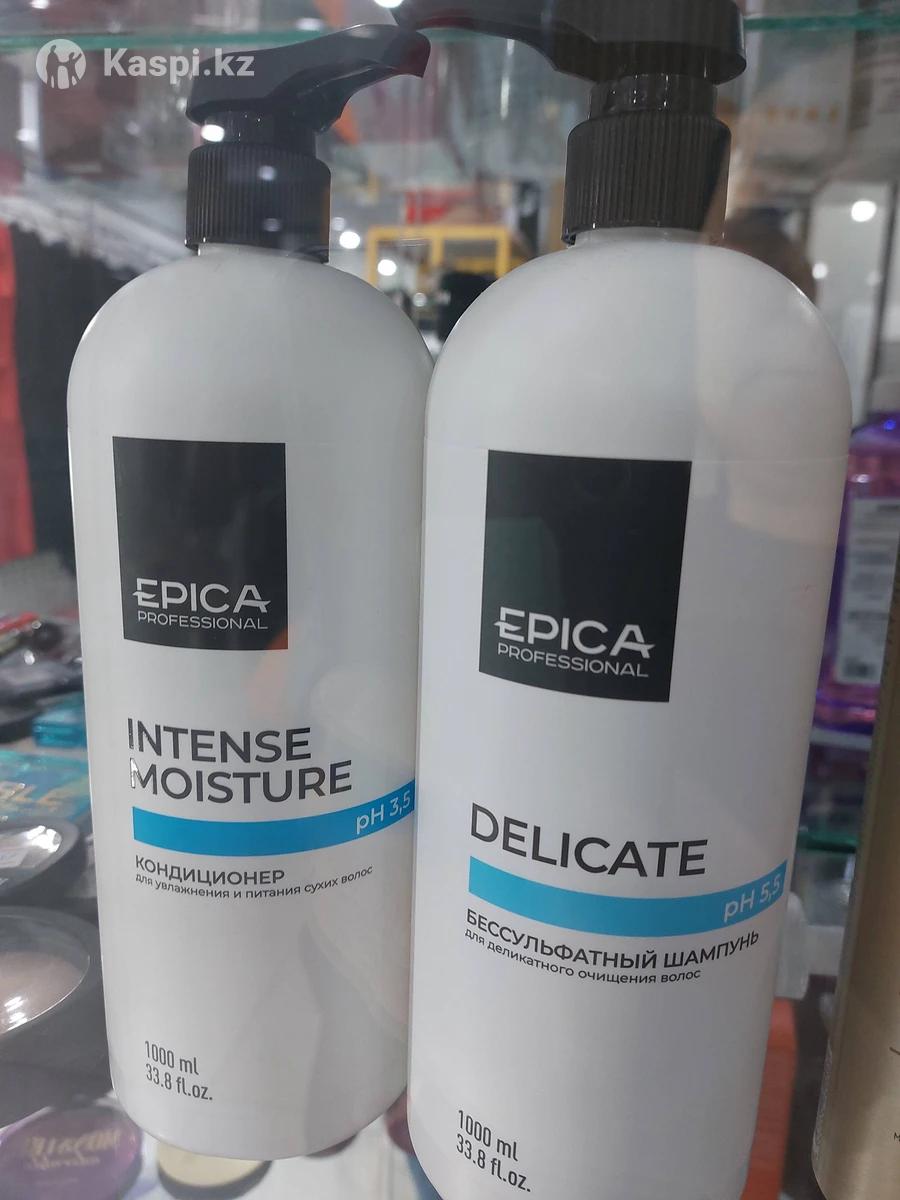 Kaspi.kz
EPICA
PROFESSIONAL
INTENSE
MOISTURE
pH 3,5
КОНДИЦИОНЕР
для увлажнения и питания сухих волос
1000 ml
33.8 fl.oz.
EPICA
PROFESSIONAL
DELICATE
pH 5,5
БЕССУЛЬФАТНЫЙ ШАМПУНЬ
для деликатного очищения волос
1000 ml
33.8 fl.oz.